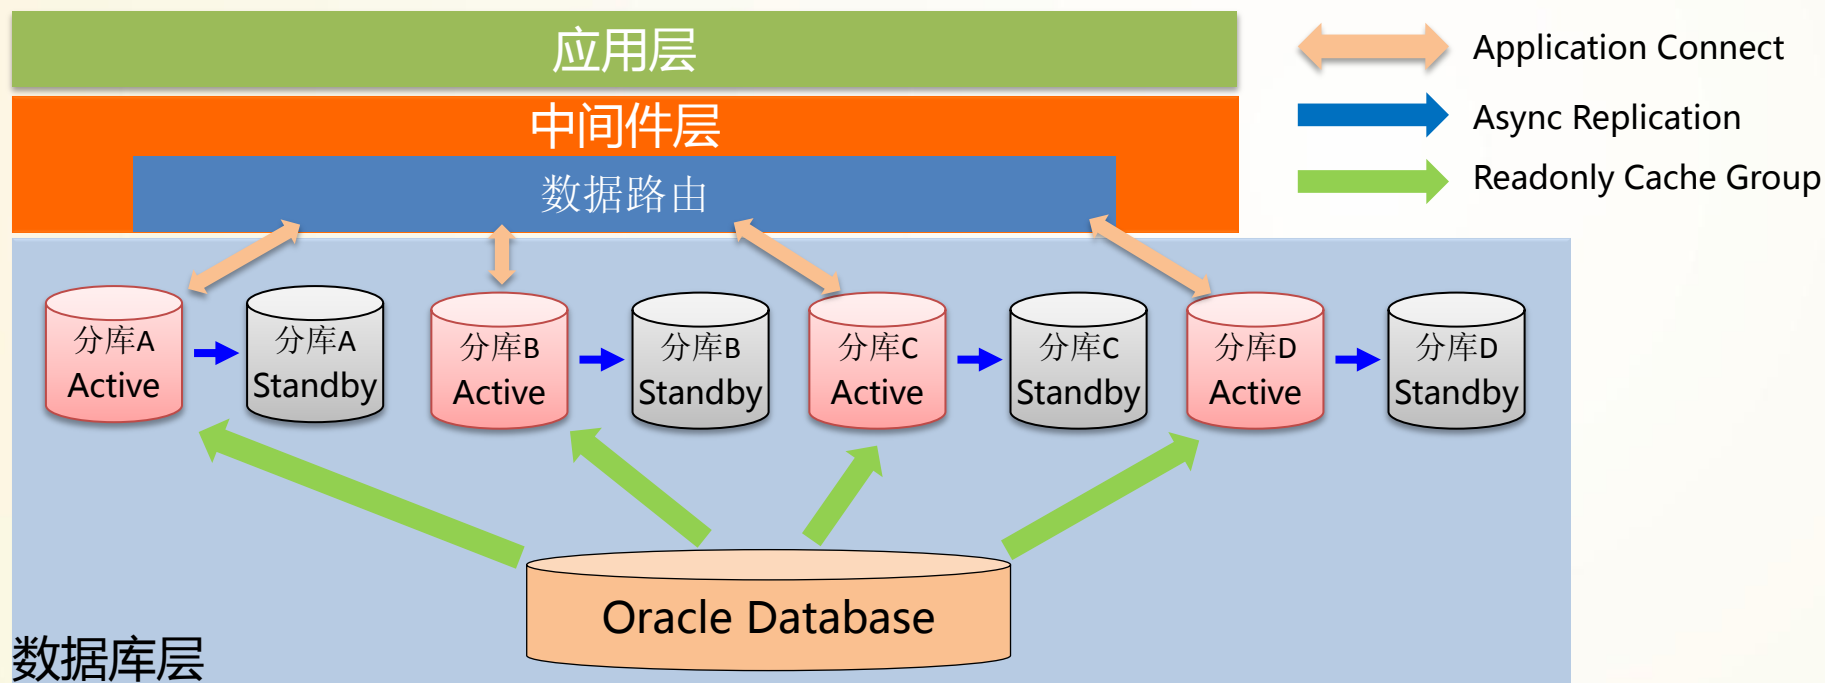 应用层
中间件层
数据路由
Application Connect
Async Replication
Readonly Cache Group
分库A
Active
分库A
Standby
分库B
Active
分库B
Standby
分库C
Active
分库C
Standby
分库D
Active
分库D
Standby
Oracle Database
数据库层